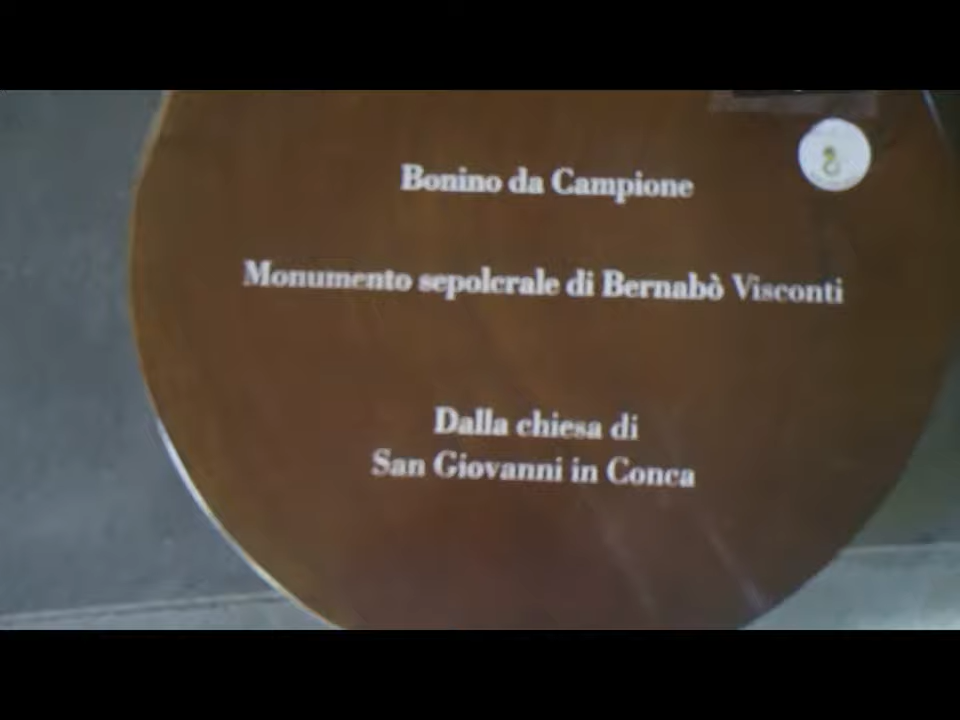 Bonino da Campione
Monumento sepolcrale di Bernabò Visconti
Dalla chiesa di
San Giovanni in Conca